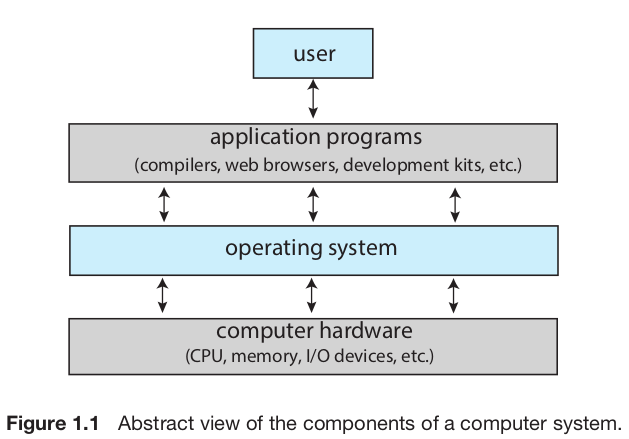 user
application programs
(compilers, web browsers, development kits, etc.)
operating system
computer hardware
(CPU, memory, I/O devices, etc.)
Figure 1.1 Abstract view of the components of a computer system.